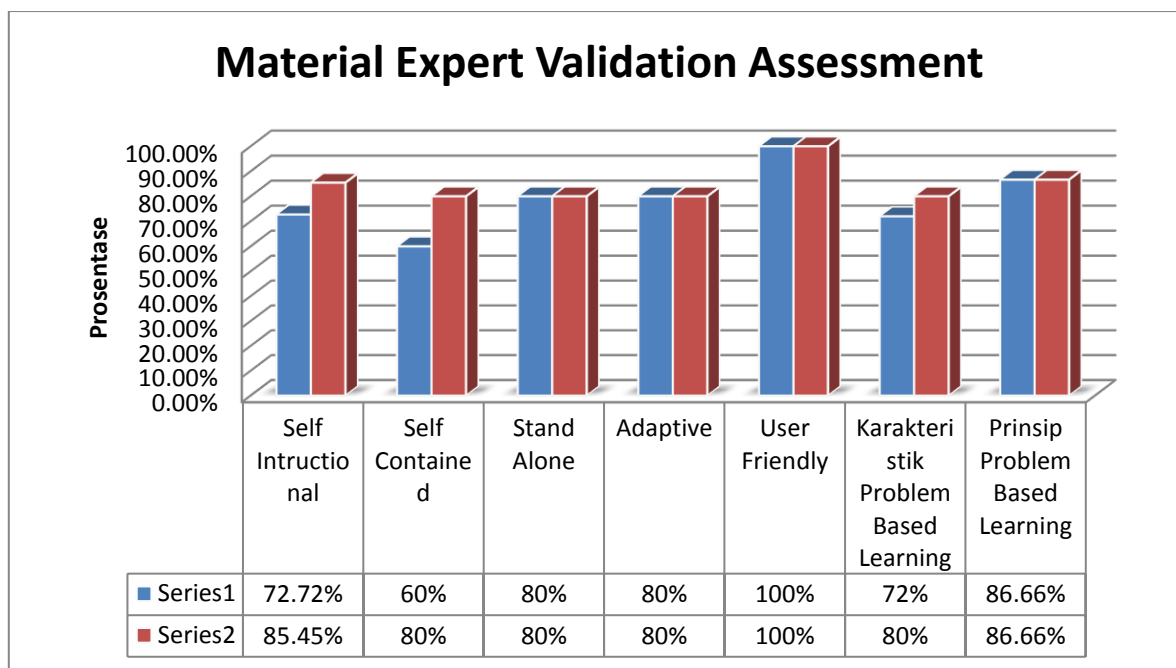 Material Expert Validation Assessment
Prosentase
100.00%
90.00%
80.00%
70.00%
60.00%
50.00%
40.00%
30.00%
20.00%
10.00%
0.00%
Self
Intructio
nal
Self
Containe
d
Stand
Alone
Adaptive
User
Friendly
Karakteri
stik
Problem
Based
Learning
Prinsip
Problem
Based
Learning
Series1 72.72% 60% 80% 80% 100% 72% 86.66%
Series2 85.45% 80% 80% 80% 100% 80% 86.66%